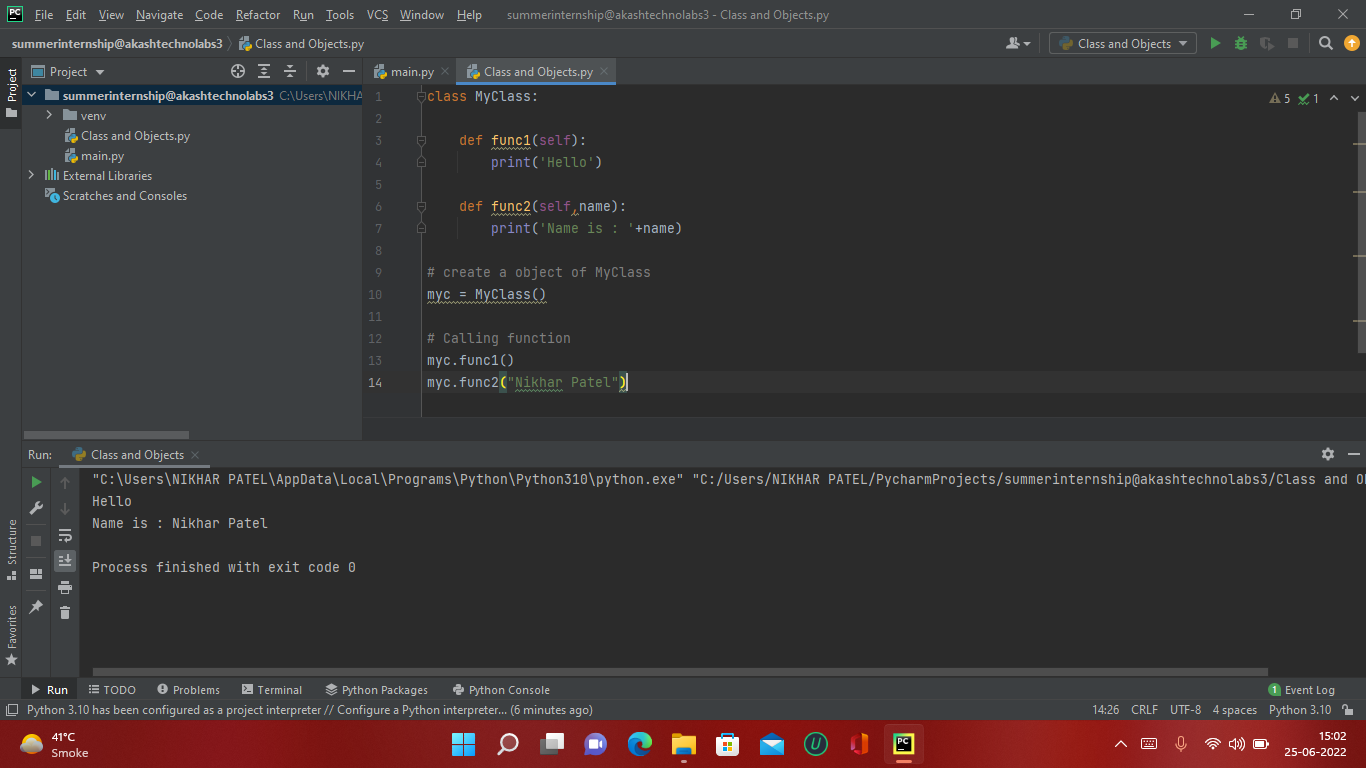 PC File Edit View Navigate Code Refactor Run Tools VCS Window Help summerinternship@akashtechnolabs3 - Class and Objects.py
summerinternship@akashtechnolabs3 Class and Objects.py Class and Objects
Project Project main.py Class and Objects.py
summerinternship@akashtechnolabs3 C:\Users\NIKHA
venv
Class and Objects.py
main.py
External Libraries
Scratches and Consoles
5 1
1 class MyClass:
2
3 def func1(self):
4 print('Hello')
5
6 def func2(self,name):
7 print('Name is : '+name)
8
9 # create a object of MyClass
10 myc = MyClass()
11
12 # Calling function
13 myc.func1()
14 myc.func2("Nikhar Patel")
Run: Class and Objects
"C:\Users\NIKHAR PATEL\AppData\Local\Programs\Python\Python310\python.exe" "C:/Users/NIKHAR PATEL/PycharmProjects/summerinternship@akashtechnolabs3/Class and O
Hello
Name is : Nikhar Patel
Process finished with exit code 0
Structure
Favorites
Run TODO Problems Terminal Python Packages Python Console 1 Event Log
Python 3.10 has been configured as a project interpreter // Configure a Python interpreter... (6 minutes ago) 14:26 CRLF UTF-8 4 spaces Python 3.10
41°C
Smoke
U
PC
15:02
25-06-2022